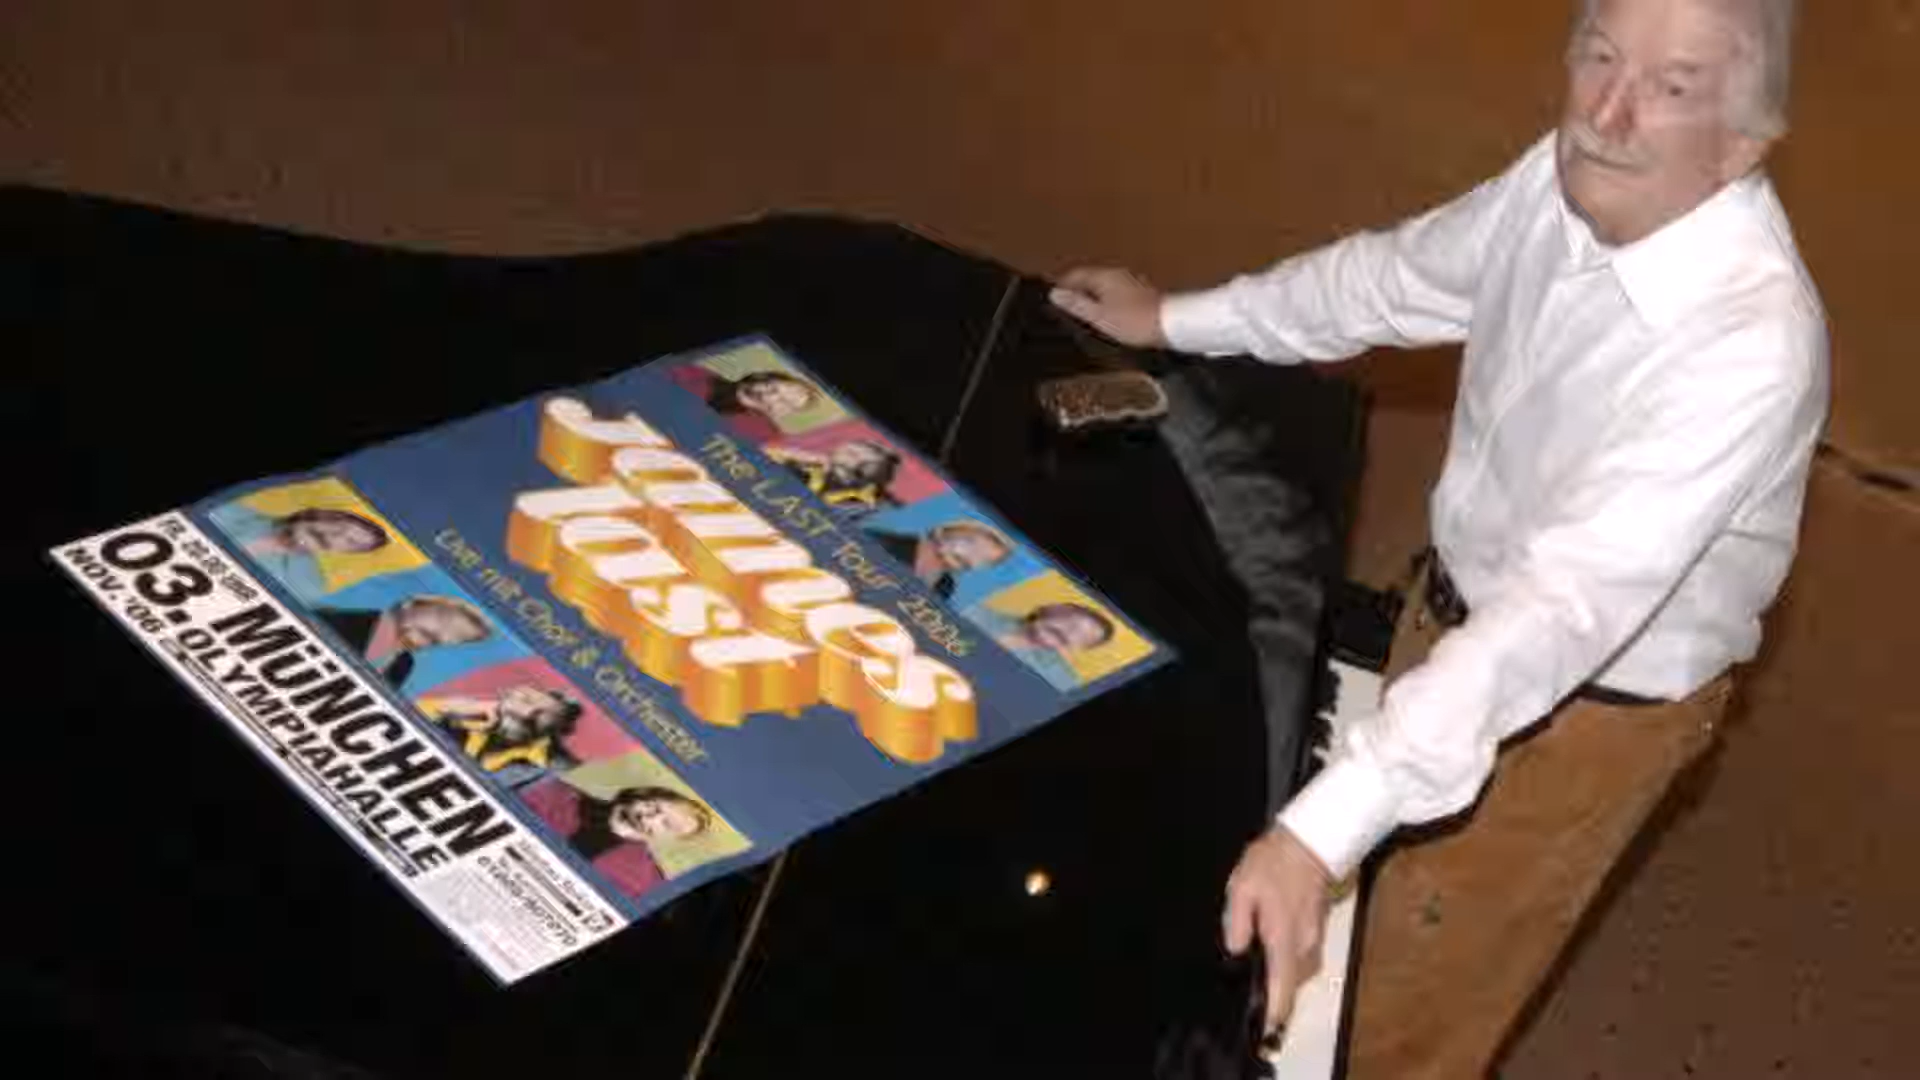 The LAST Tour 2006
James
last
Live mit Chor & Orchester
03.
NOV. '06
MÜNCHEN
OLYMPIAHALLE